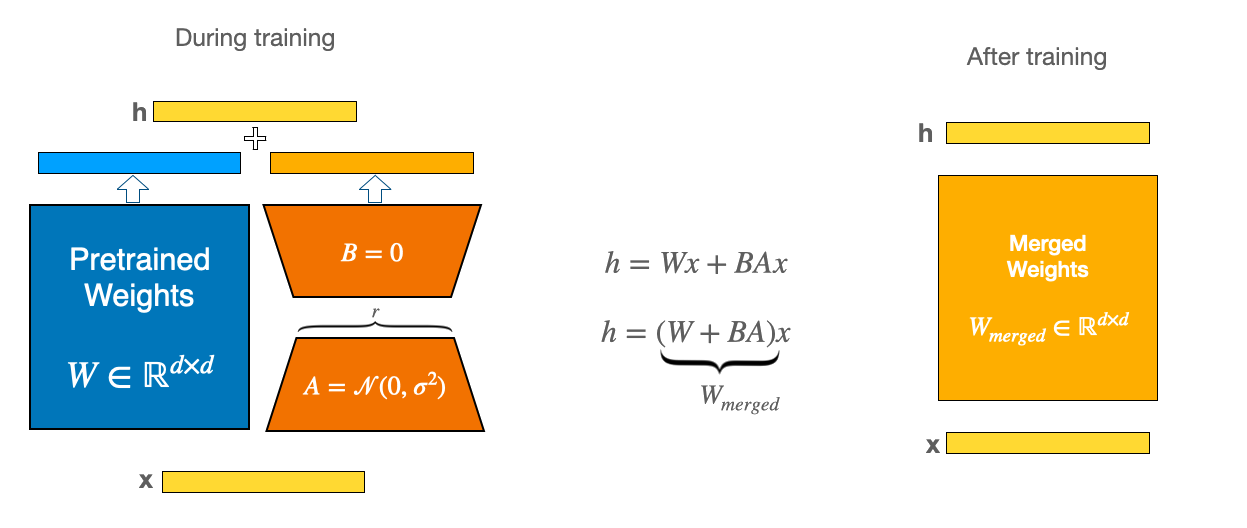 During training
h
Pretrained
Weights
W ∈ ℝ^{d×d}
B = 0
r
A = 𝒩(0, σ²)
x
h = Wx + BAx
h = (W + BA)x
W_{merged}
After training
h
Merged
Weights
W_{merged} ∈ ℝ^{d×d}
x